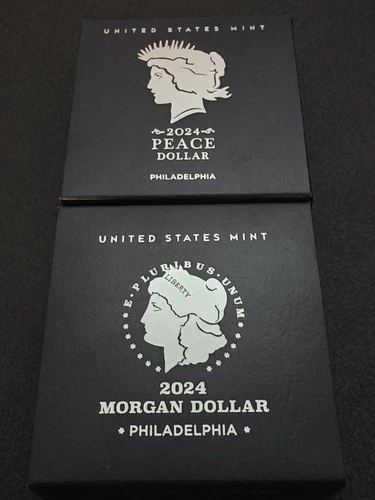 UNITED STATES MINT
2024
PEACE
DOLLAR
PHILADELPHIA
UNITED STATES MINT
E·PLURIBUS·UNUM
LIBERTY
2024
MORGAN DOLLAR
PHILADELPHIA